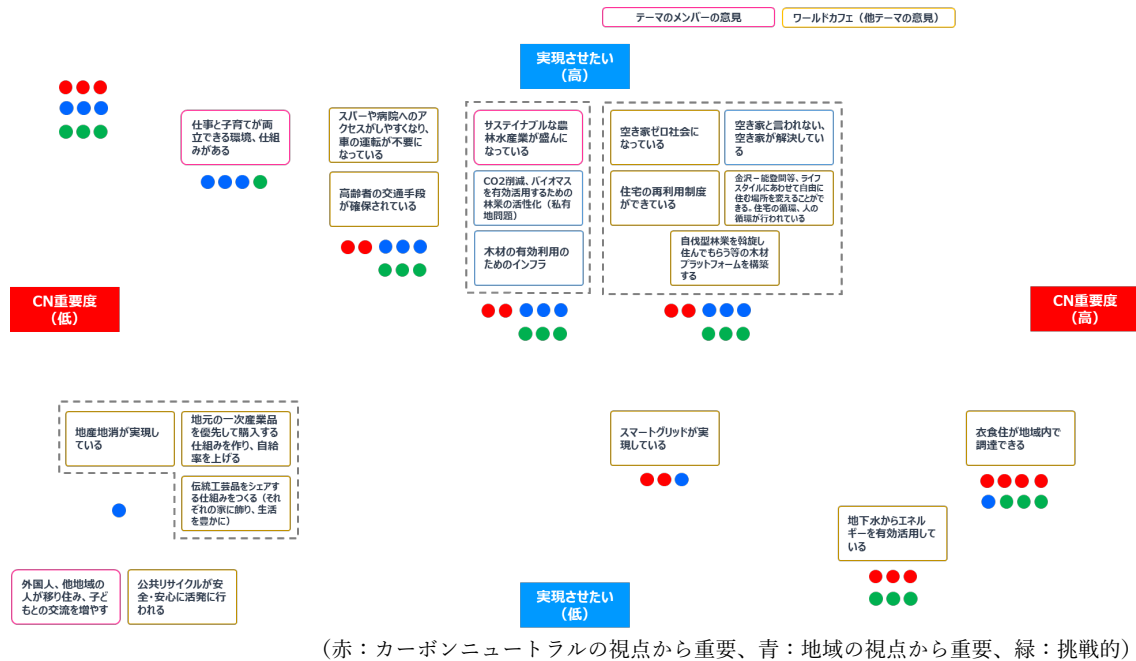 テーマのメンバーの意見
ワールドカフェ（他テーマの意見）
実現させたい
（高）
仕事と子育てが両
立できる環境、仕組
みがある
スパーや病院へのア
クセスがしやすくなり、
車の運転が不要に
なっている
高齢者の交通手段
が確保されている
サステイナブルな農
林水産業が盛んに
なっている
CO2削減、バイオマス
を有効活用するための
林業の活性化（私有
地問題）
木材の有効利用の
ためのインフラ
空き家ゼロ社会に
なっている
空き家と言われない、
空き家が解決してい
る
住宅の再利用制度
ができている
金沢－能登間等、ライフ
スタイルにあわせて自由に
住む場所を変えることがで
きる。住宅の循環、人の
循環が行われている
自伐型林業を斡旋し
住んでもらう等の木材
プラットフォームを構築
する
CN重要度
（低）
CN重要度
（高）
地産地消が実現し
ている
地元の一次産業品
を優先して購入する
仕組みを作り、自給
率を上げる
伝統工芸品をシェアす
る仕組みをつくる（それ
ぞれの家に飾り、生活
を豊かに）
スマートグリッドが実
現している
衣食住が地域内で
調達できる
地下水からエネル
ギーを有効活用して
いる
外国人、他地域の
人が移り住み、子ど
もとの交流を増やす
公共リサイクルが安
全・安心に活発に行
われる
実現させたい
（低）
（赤：カーボンニュートラルの視点から重要、青：地域の視点から重要、緑：挑戦的）